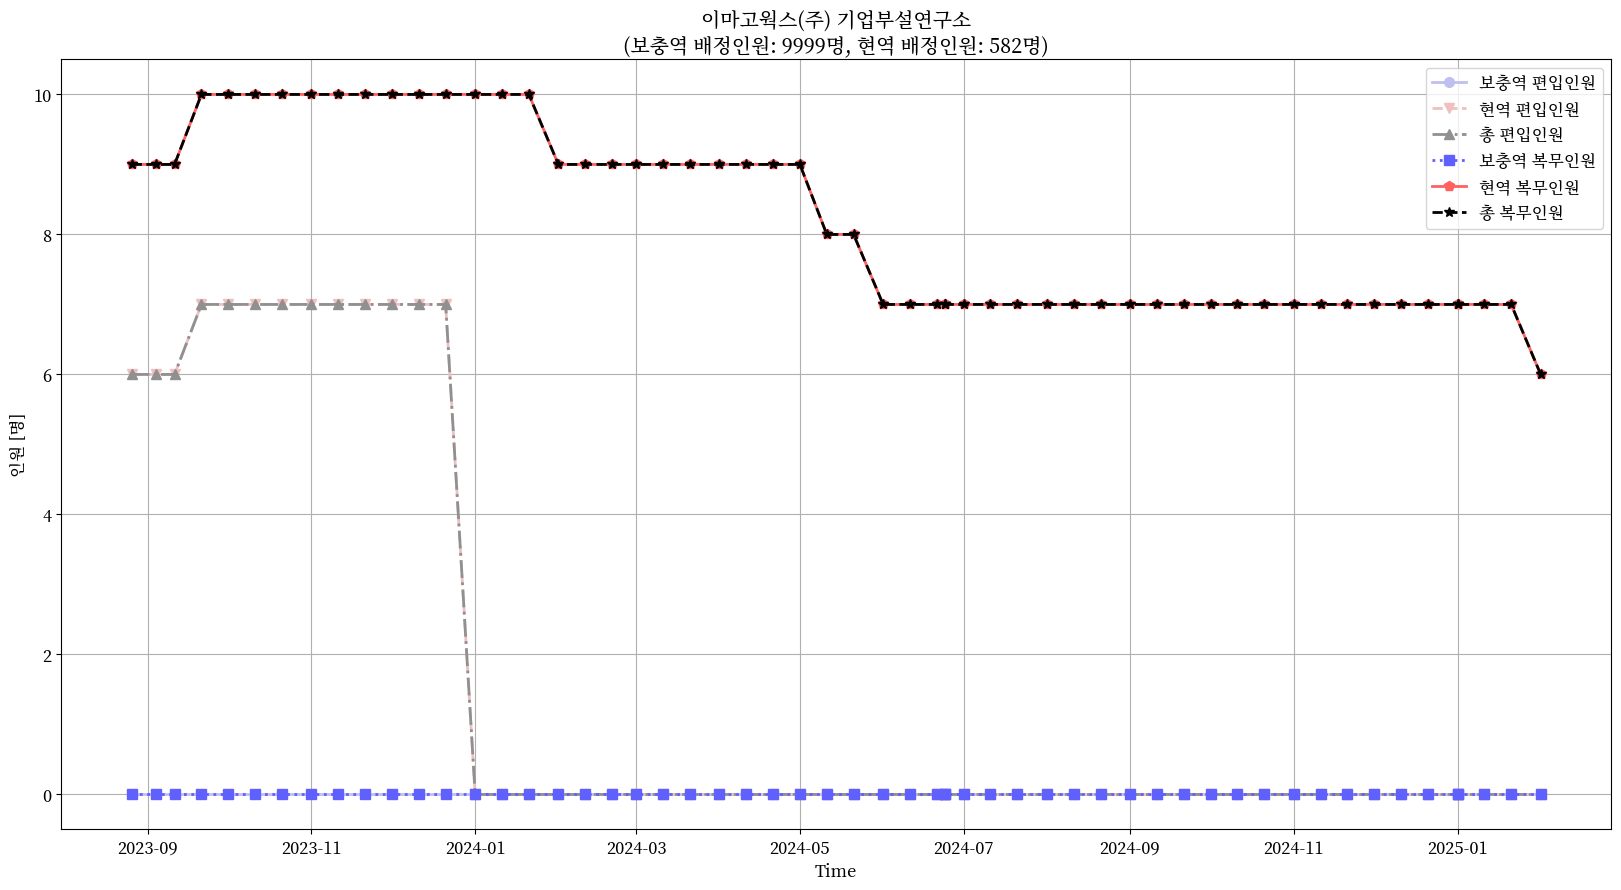 이마고웍스(주) 기업부설연구소
(보충역 배정인원: 9999명, 현역 배정인원: 582명)
보충역 편입인원
현역 편입인원
총 편입인원
보충역 복무인원
현역 복무인원
총 복무인원
인원 [명]
10
8
6
4
2
0
2023-09
2023-11
2024-01
2024-03
2024-05
2024-07
2024-09
2024-11
2025-01
Time